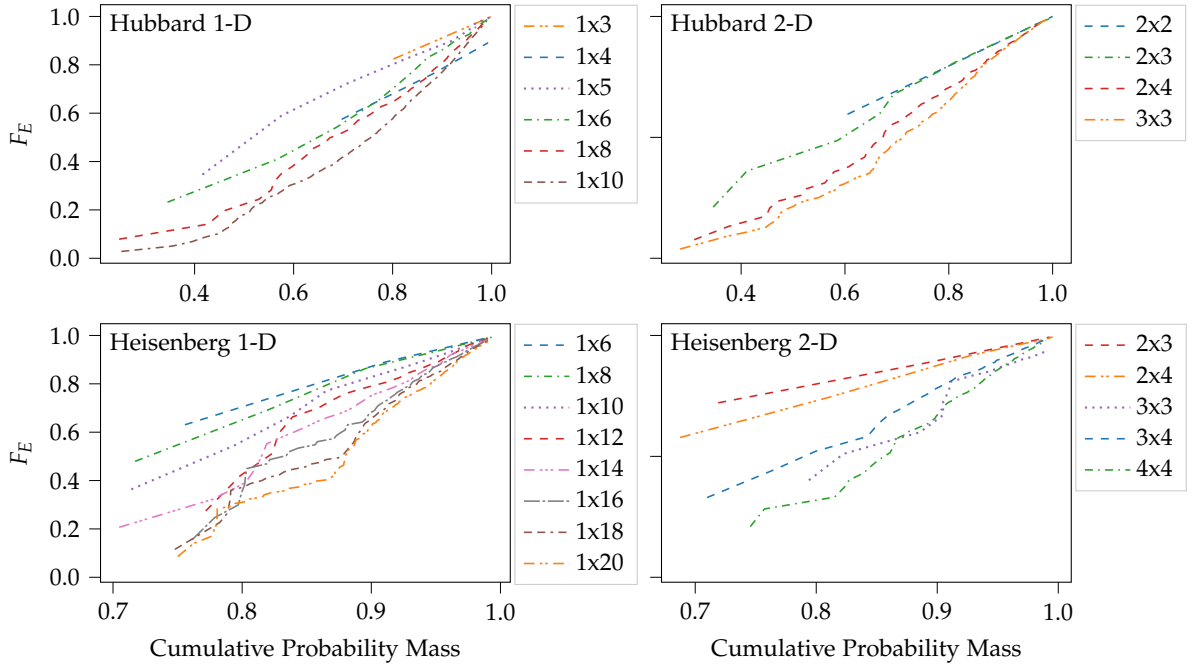 Hubbard 1-D
F_E
1.0
0.8
0.6
0.4
0.2
0.0
0.4 0.6 0.8 1.0
1x3
1x4
1x5
1x6
1x8
1x10
Hubbard 2-D
0.4 0.6 0.8 1.0
2x2
2x3
2x4
3x3
Heisenberg 1-D
F_E
1.0
0.8
0.6
0.4
0.2
0.0
0.7 0.8 0.9 1.0
Cumulative Probability Mass
1x6
1x8
1x10
1x12
1x14
1x16
1x18
1x20
Heisenberg 2-D
0.7 0.8 0.9 1.0
Cumulative Probability Mass
2x3
2x4
3x3
3x4
4x4